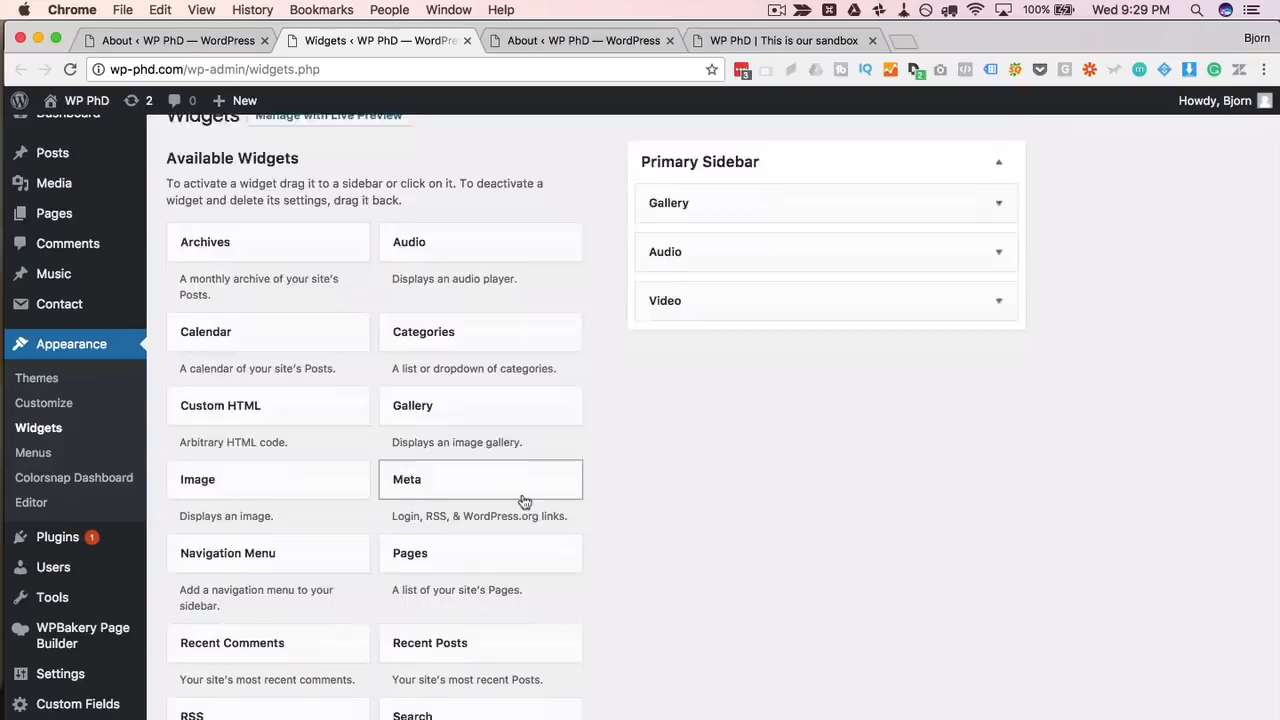 Chrome File Edit View History Bookmarks People Window Help 100% Wed 9:29 PM
About ‹ WP PhD — WordPress Widgets ‹ WP PhD — WordPre About ‹ WP PhD — WordPress WP PhD | This is our sandbox Bjorn
wp-phd.com/wp-admin/widgets.php
WP PhD 2 0 New Howdy, Bjorn
Dashboard
Posts
Media
Pages
Comments
Music
Contact
Appearance
Themes
Customize
Widgets
Menus
Colorsnap Dashboard
Editor
Plugins 1
Users
Tools
WPBakery Page
Builder
Settings
Custom Fields
Widgets Manage with Live Preview
Available Widgets
To activate a widget drag it to a sidebar or click on it. To deactivate a
widget and delete its settings, drag it back.
Archives
A monthly archive of your site's
Posts.
Audio
Displays an audio player.
Calendar
A calendar of your site's Posts.
Categories
A list or dropdown of categories.
Custom HTML
Arbitrary HTML code.
Gallery
Displays an image gallery.
Image
Displays an image.
Meta
Login, RSS, & WordPress.org links.
Navigation Menu
Add a navigation menu to your
sidebar.
Pages
A list of your site's Pages.
Recent Comments
Your site's most recent comments.
Recent Posts
Your site's most recent Posts.
RSS
Search
Primary Sidebar
Gallery
Audio
Video